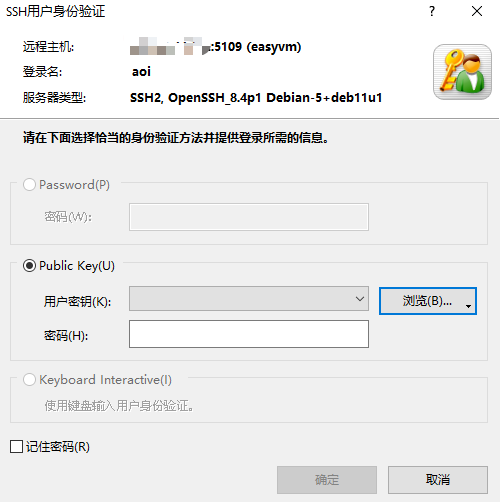 SSH用户身份验证
远程主机: :5109 (easyvm)
登录名: aoi
服务器类型: SSH2, OpenSSH_8.4p1 Debian-5+deb11u1
请在下面选择恰当的身份验证方法并提供登录所需的信息。
Password(P)
密码(W):
Public Key(U)
用户密钥(K): 浏览(B)...
密码(H):
Keyboard Interactive(I)
使用键盘输入用户身份验证。
记住密码(R)
确定 取消